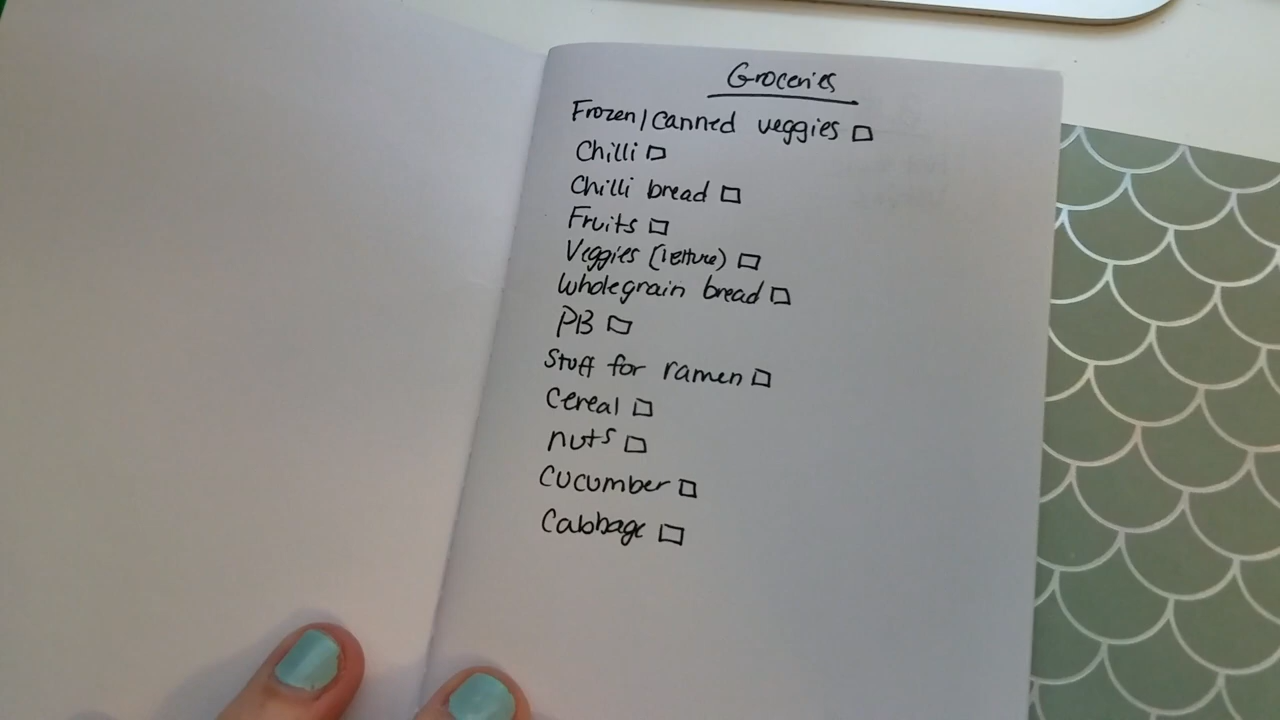 Groceries
Frozen/canned veggies □
Chilli □
Chilli bread □
Fruits □
Veggies (lettuce) □
Wholegrain bread □
PB □
Stuff for ramen □
Cereal □
nuts □
Cucumber □
Cabbage □